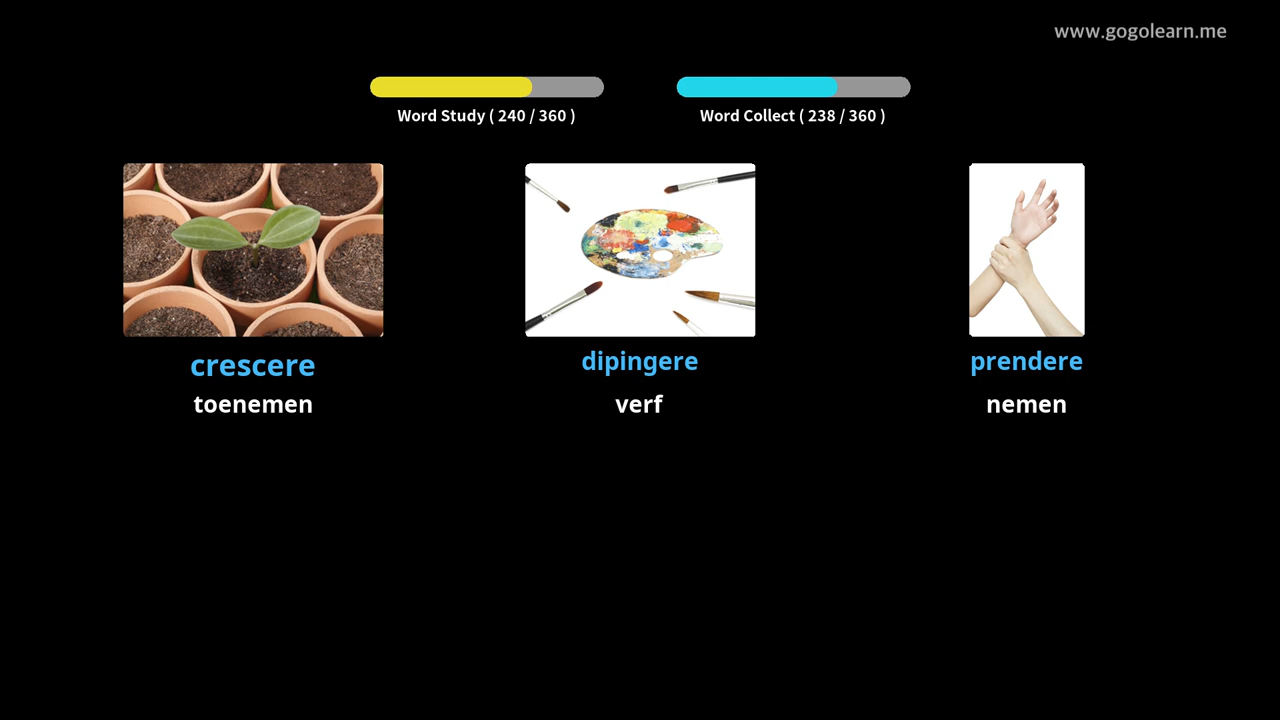 www.gogolearn.me
Word Study ( 240 / 360 )
Word Collect ( 238 / 360 )
crescere
toenemen
dipingere
verf
prendere
nemen